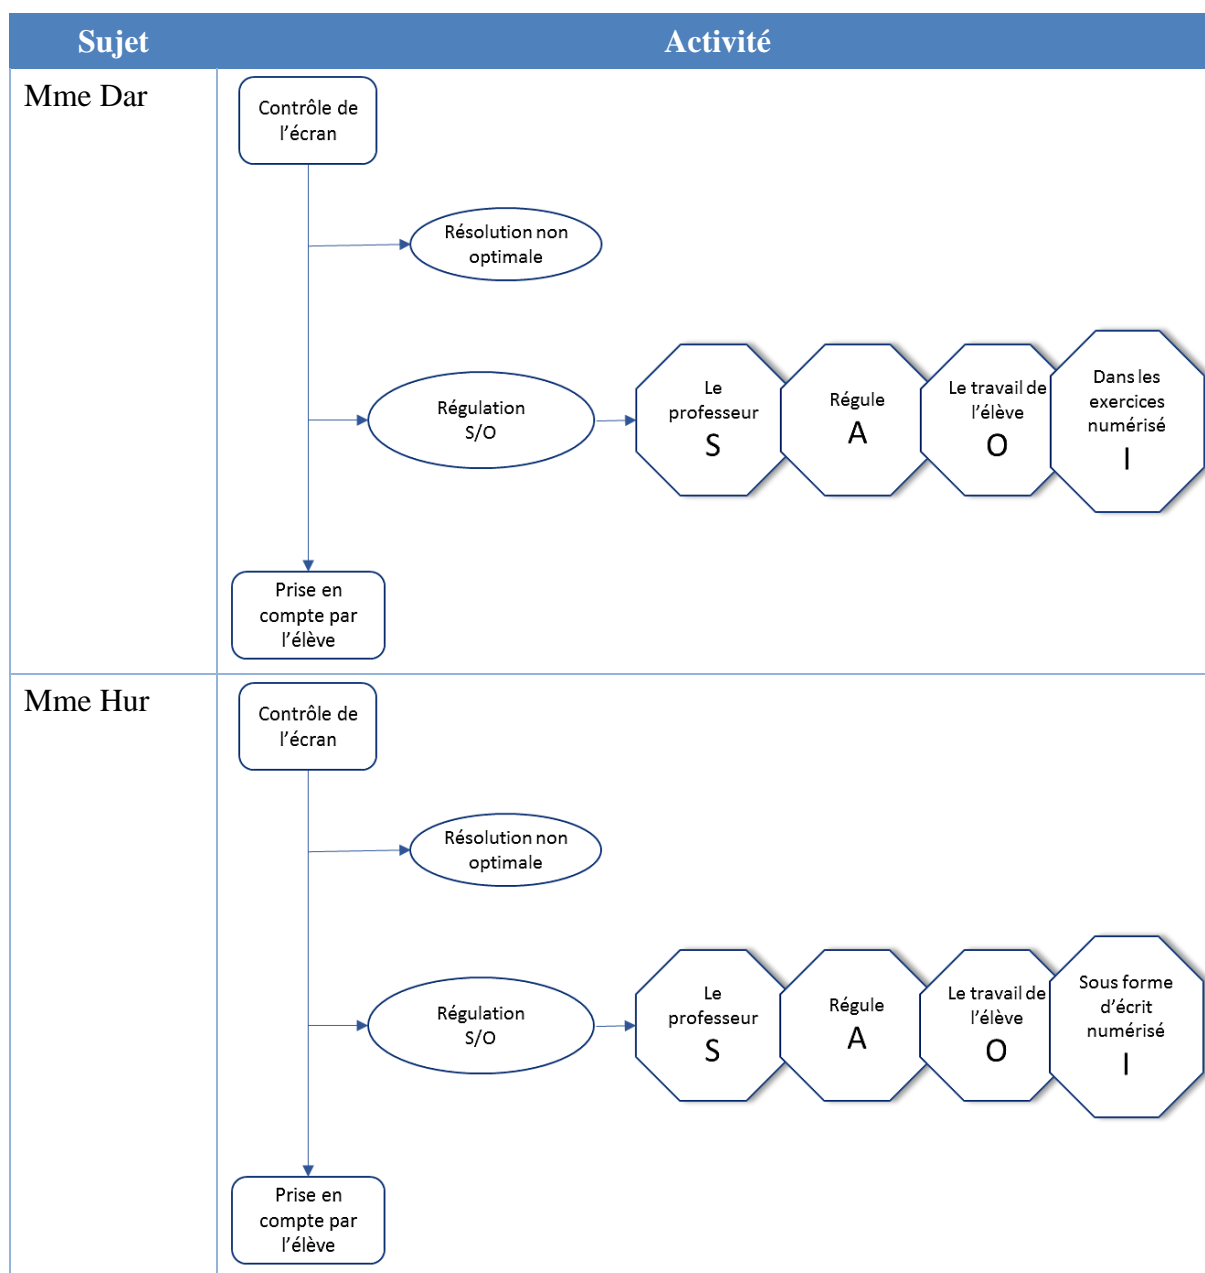 Sujet
Activité
Mme Dar
Contrôle de
l’écran
Résolution non
optimale
Régulation
S/O
Le
professeur
S
Régule
A
Le travail de
l’élève
O
Dans les
exercices
numérisé
I
Prise en
compte par
l’élève
Mme Hur
Contrôle de
l’écran
Résolution non
optimale
Régulation
S/O
Le
professeur
S
Régule
A
Le travail de
l’élève
O
Sous forme
d’écrit
numérisé
I
Prise en
compte par
l’élève